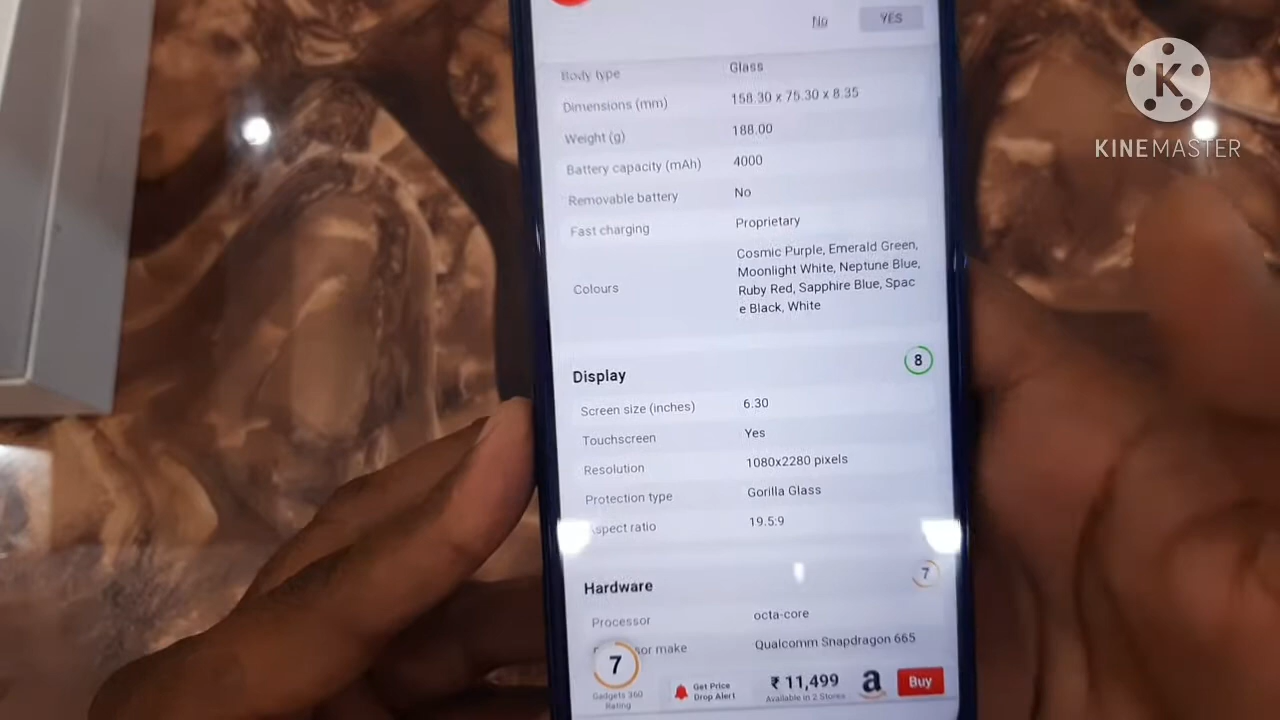 No YES
K
KINEMASTER
Body type Glass
Dimensions (mm) 158.30 x 75.30 x 8.35
Weight (g) 188.00
Battery capacity (mAh) 4000
Removable battery No
Fast charging Proprietary
Colours Cosmic Purple, Emerald Green,
Moonlight White, Neptune Blue,
Ruby Red, Sapphire Blue, Spac
e Black, White
Display 8
Screen size (inches) 6.30
Touchscreen Yes
Resolution 1080x2280 pixels
Protection type Gorilla Glass
spect ratio 19.5:9
Hardware 7
Processor octa-core
sor make Qualcomm Snapdragon 665
7
Gadgets 360
Rating
Get Price
Drop Alert
₹ 11,499
Available in 2 Stores
a
Buy